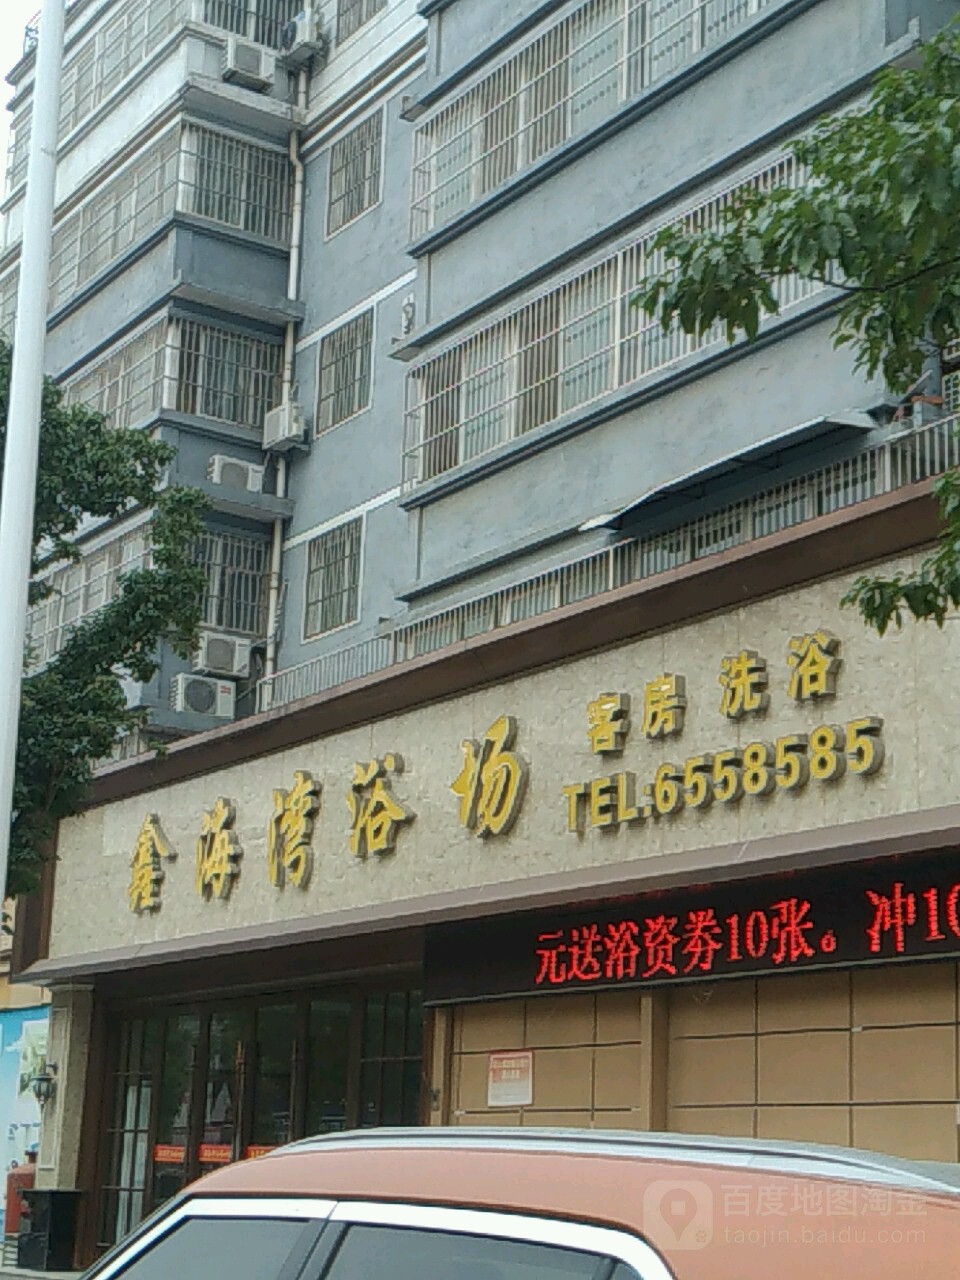 鑫海湾浴场
客房 洗浴
TEL:6558585
元送浴资券10张。冲10
百度地图淘金
taojin.baidu.com